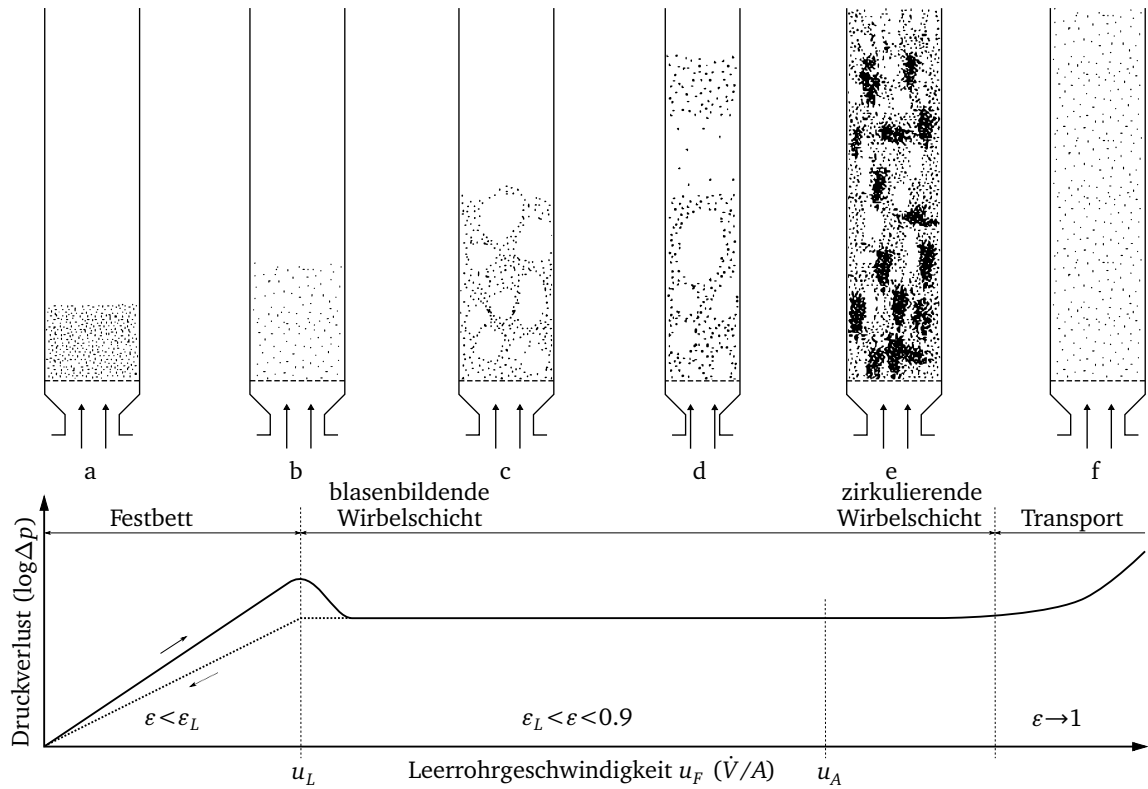 a b c d e f
blasenbildende zirkulierende
Festbett Wirbelschicht Wirbelschicht Transport
Druckverlust (log Δp)
ε<ε_L ε_L<ε<0.9 ε→1
u_L Leerrohrgeschwindigkeit u_F (V̇/A) u_A